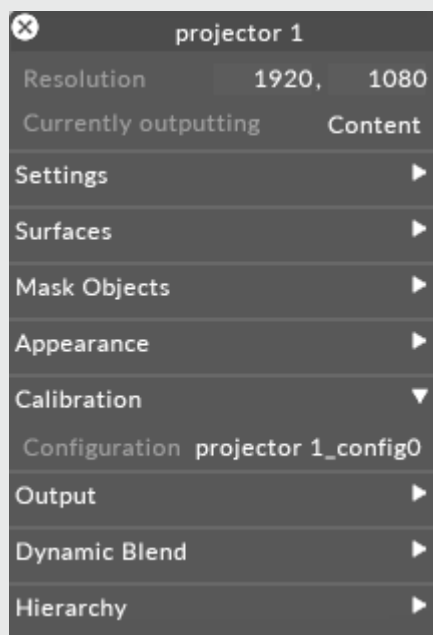 projector 1
Resolution 1920, 1080
Currently outputting Content
Settings
Surfaces
Mask Objects
Appearance
Calibration
Configuration projector 1_config0
Output
Dynamic Blend
Hierarchy